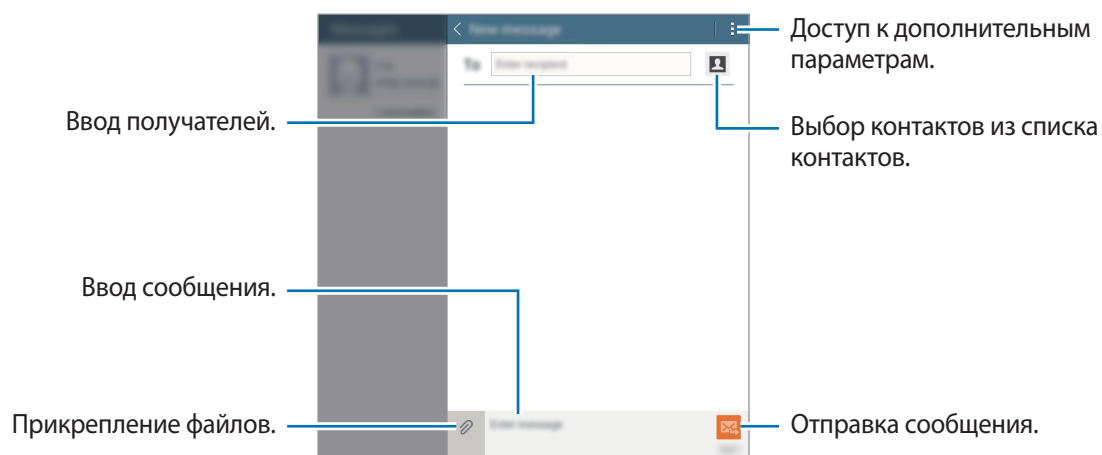 Messages
New message
Доступ к дополнительным
параметрам.
To
Enter recipient
Ввод получателей.
Выбор контактов из списка
контактов.
Ввод сообщения.
Прикрепление файлов.
Enter message
Отправка сообщения.